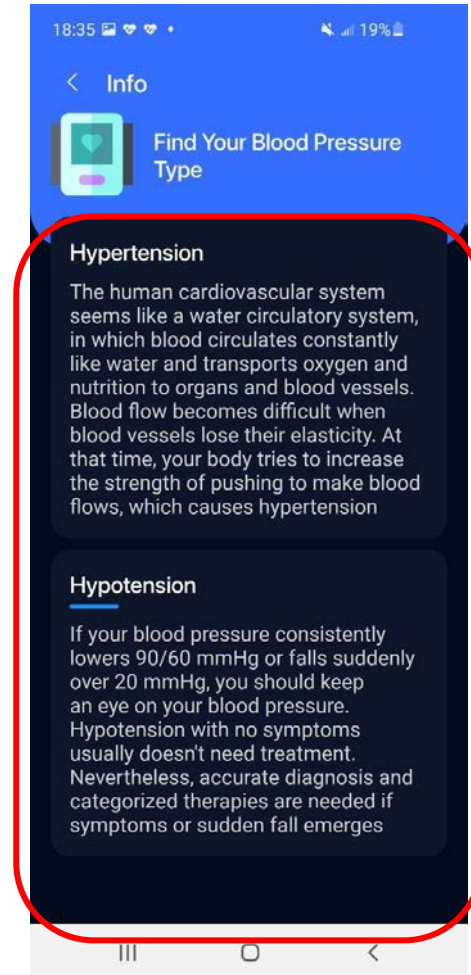 18:35
19%
Info
Find Your Blood Pressure
Type
Hypertension
The human cardiovascular system
seems like a water circulatory system,
in which blood circulates constantly
like water and transports oxygen and
nutrition to organs and blood vessels.
Blood flow becomes difficult when
blood vessels lose their elasticity. At
that time, your body tries to increase
the strength of pushing to make blood
flows, which causes hypertension
Hypotension
If your blood pressure consistently
lowers 90/60 mmHg or falls suddenly
over 20 mmHg, you should keep
an eye on your blood pressure.
Hypotension with no symptoms
usually doesn't need treatment.
Nevertheless, accurate diagnosis and
categorized therapies are needed if
symptoms or sudden fall emerges